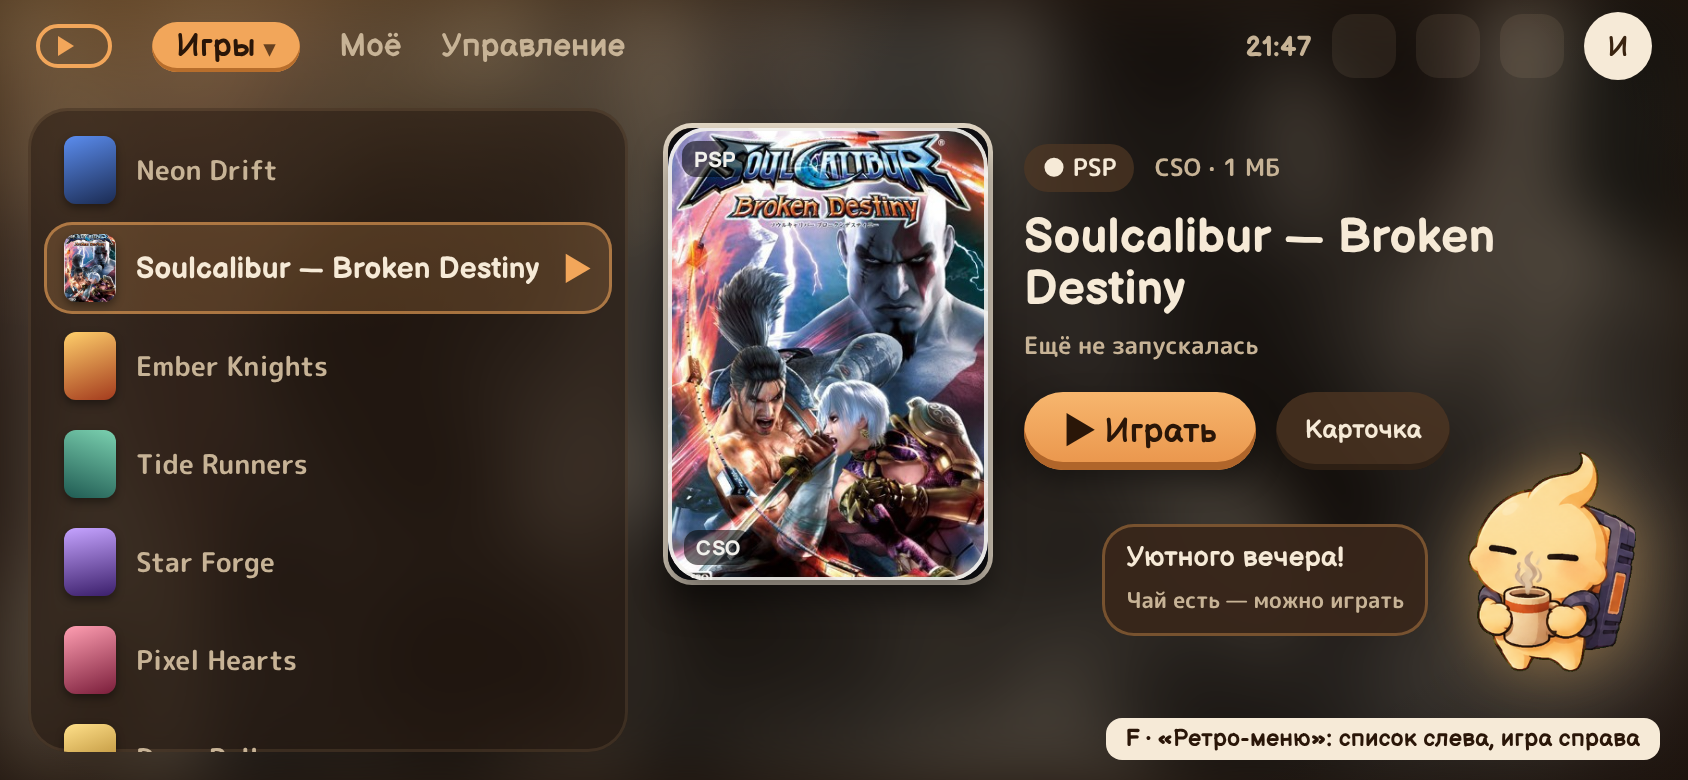 Игры ▾
Моё
Управление
21:47
И
Neon Drift
Soulcalibur — Broken Destiny
Ember Knights
Tide Runners
Star Forge
Pixel Hearts
PSP
SOULCALIBUR
Broken Destiny
CSO
PSP
CSO · 1 МБ
Soulcalibur — Broken
Destiny
Ещё не запускалась
Играть
Карточка
Уютного вечера!
Чай есть — можно играть
F · «Ретро-меню»: список слева, игра справа